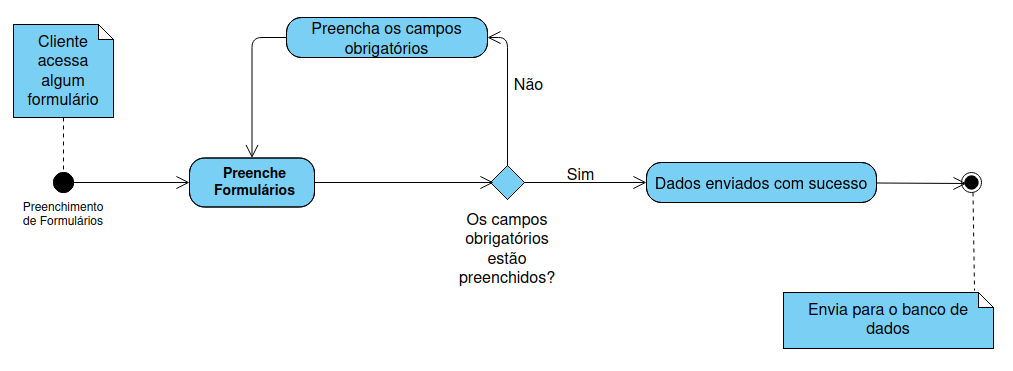 Cliente
acessa
algum
formulário
Preenchimento
de Formulários
Preencha os campos
obrigatórios
Preenche
Formulários
Não
Os campos
obrigatórios
estão
preenchidos?
Sim
Dados enviados com sucesso
Envia para o banco de
dados